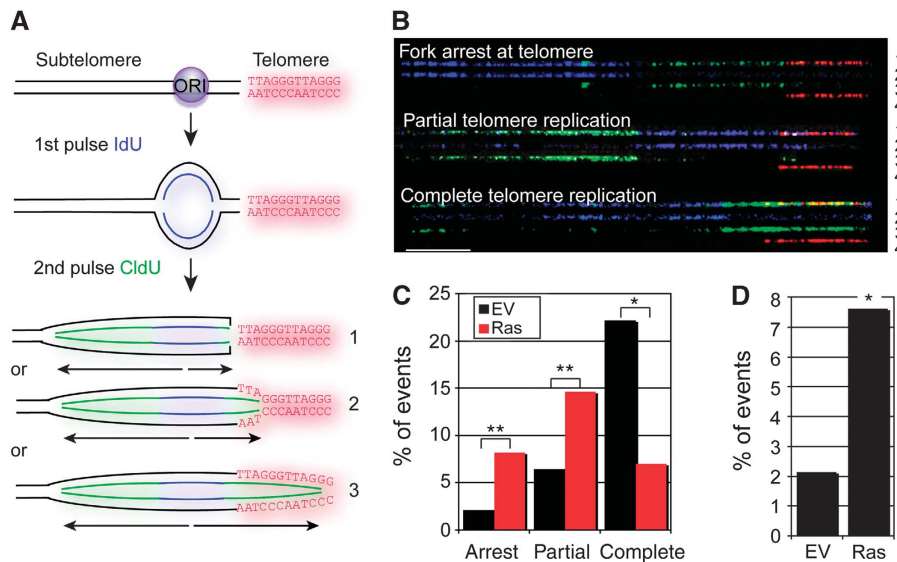 A
Subtelomere Telomere
ORI
TTAGGGTTAGGG
AATCCCAATCCC
1st pulse IdU
TTAGGGTTAGGG
AATCCCAATCCC
2nd pulse CldU
TTAGGGTTAGGG
AATCCCAATCCC
1
or
TTA
GGGTTAGGG
CCCAATCCC
AAT
2
or
TTAGGGTTAGGG
AATCCCAATCCC
3
B
Fork arrest at telomere
Partial telomere replication
Complete telomere replication
C
% of events
25
20
15
10
5
0
EV
Ras
**
**
*
Arrest Partial Complete
D
% of events
8
7
6
5
4
3
2
1
0
*
EV Ras